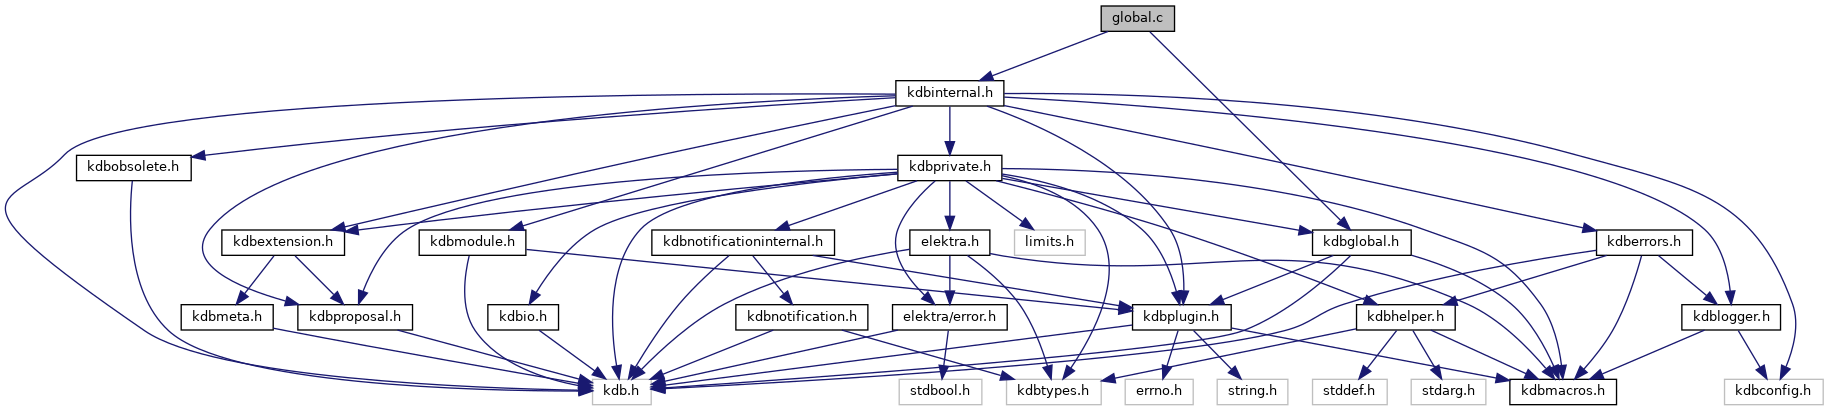 global.c
kdbinternal.h
kdbobsolete.h
kdbprivate.h
kdbextension.h
kdbmodule.h
kdbnotificationinternal.h
elektra.h
limits.h
kdbglobal.h
kdberrors.h
kdbmeta.h
kdbproposal.h
kdbio.h
kdbnotification.h
elektra/error.h
kdbplugin.h
kdbhelper.h
kdblogger.h
kdb.h
stdbool.h
kdbtypes.h
errno.h
string.h
stddef.h
stdarg.h
kdbmacros.h
kdbconfig.h